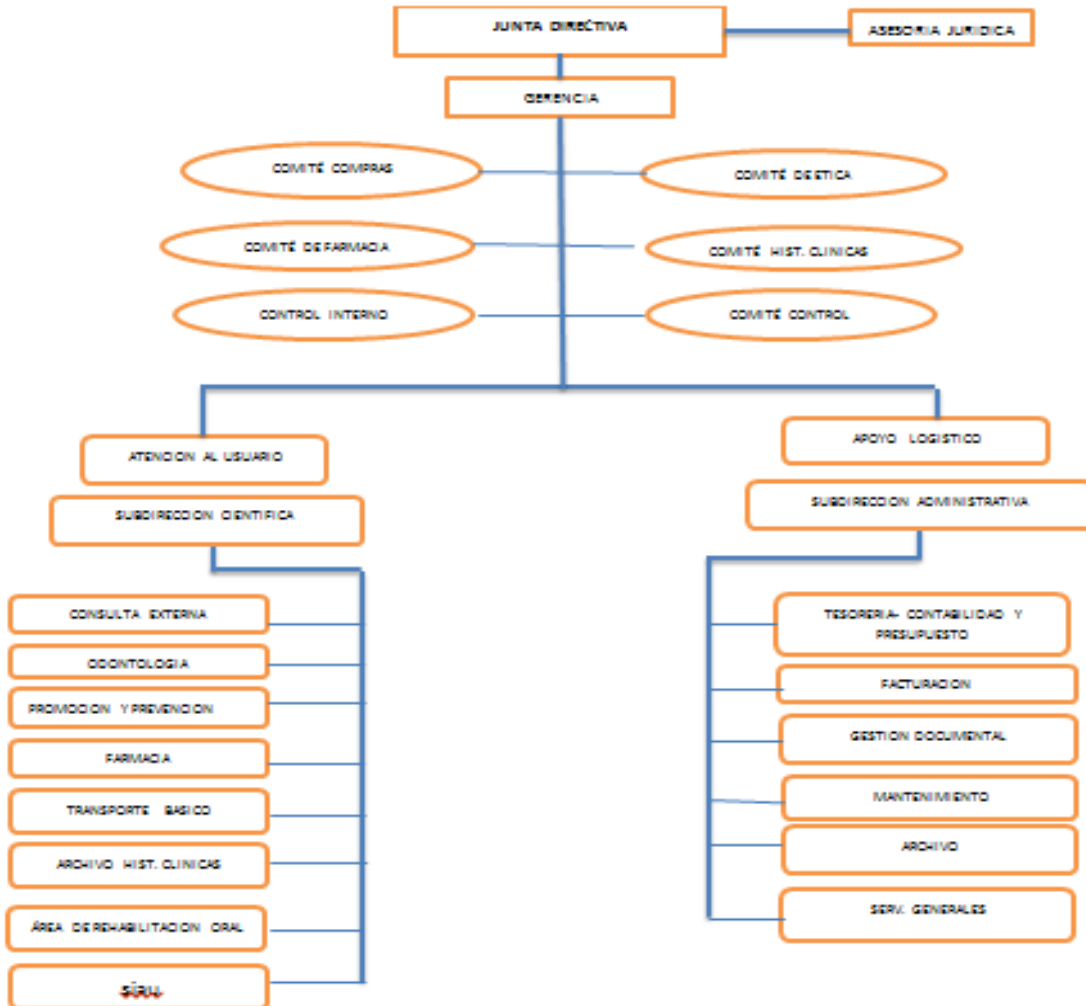 JUNTA DIRECTIVA
ASESORIA JURIDICA
GERENCIA
COMITÉ COMPRAS
COMITÉ DE ETICA
COMITÉ DE FARMACIA
COMITÉ HIST. CLINICAS
CONTROL INTERNO
COMITÉ CONTROL
ATENCION AL USUARIO
APOYO LOGISTICO
SUBDIRECCION CIENTIFICA
SUBDIRECCION ADMINISTRATIVA
CONSULTA EXTERNA
ODONTOLOGIA
PROMOCION Y PREVENCION
FARMACIA
TRANSPORTE BASICO
ARCHIVO HIST. CLINICAS
ÁREA DE REHABILITACION ORAL
TESORERIA- CONTABILIDAD Y
PRESUPUESTO
FACTURACION
GESTION DOCUMENTAL
MANTENIMIENTO
ARCHIVO
SERV. GENERALES